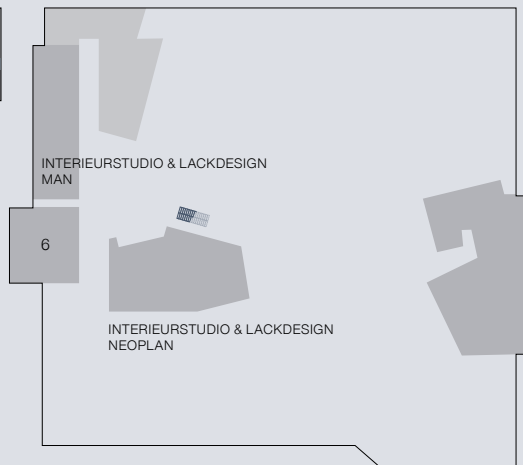 INTERIEURSTUDIO & LACKDESIGN
MAN
6
INTERIEURSTUDIO & LACKDESIGN
NEOPLAN